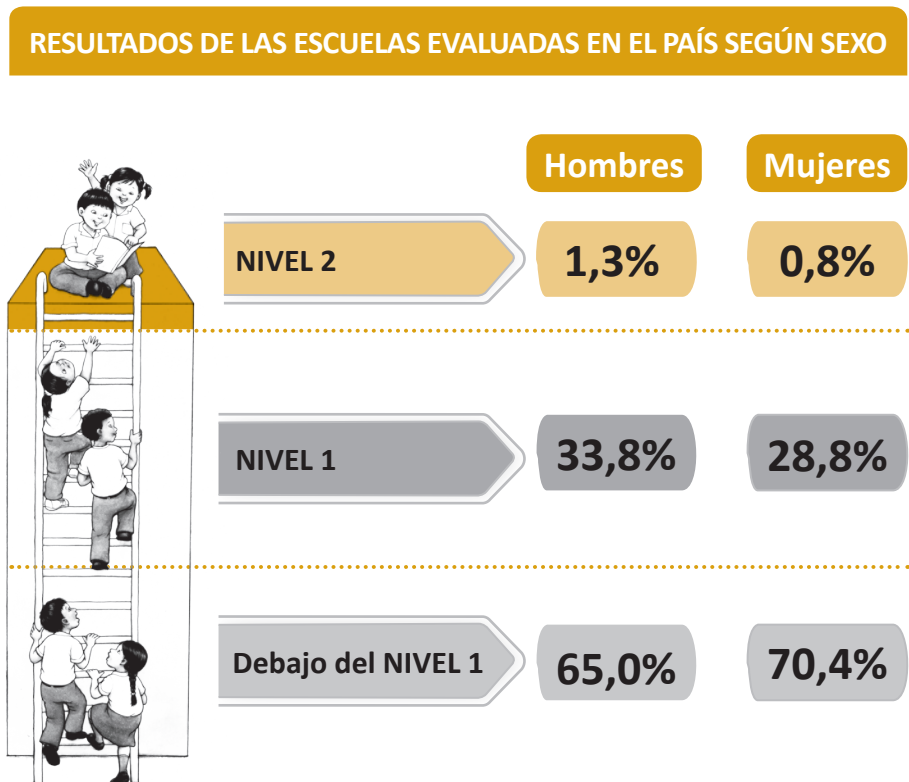 RESULTADOS DE LAS ESCUELAS EVALUADAS EN EL PAÍS SEGÚN SEXO
Hombres Mujeres
NIVEL 2 1,3% 0,8%
NIVEL 1 33,8% 28,8%
Debajo del NIVEL 1 65,0% 70,4%